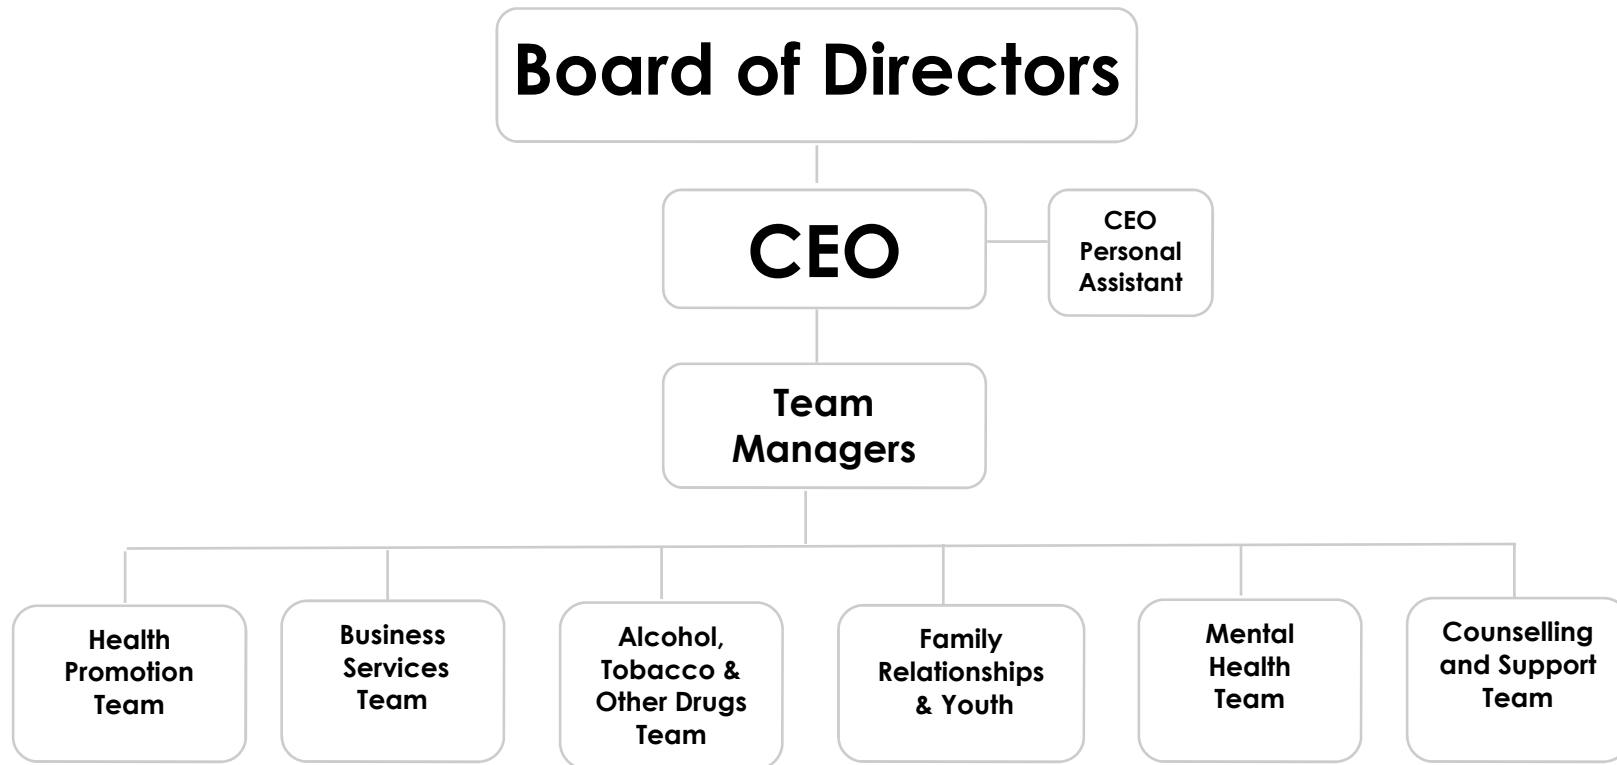 Board of Directors
CEO
CEO
Personal
Assistant
Team
Managers
Health
Promotion
Team
Business
Services
Team
Alcohol,
Tobacco &
Other Drugs
Team
Family
Relationships
& Youth
Mental
Health
Team
Counselling
and Support
Team